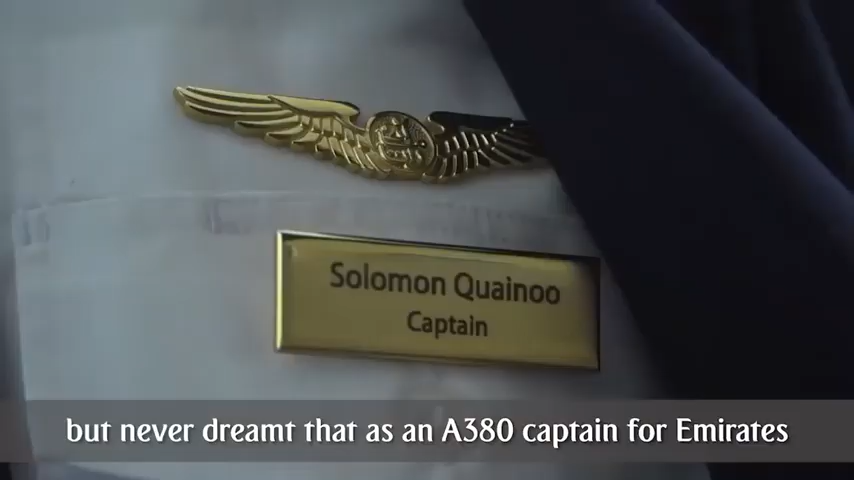 Solomon Quainoo
Captain
but never dreamt that as an A380 captain for Emirates